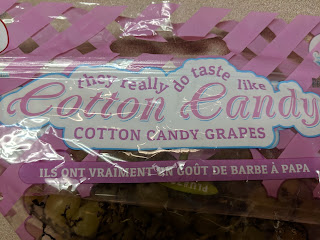 they really do taste like
Cotton Candy
COTTON CANDY GRAPES
ILS ONT VRAIMENT UN GOÛT DE BARBE À PAPA